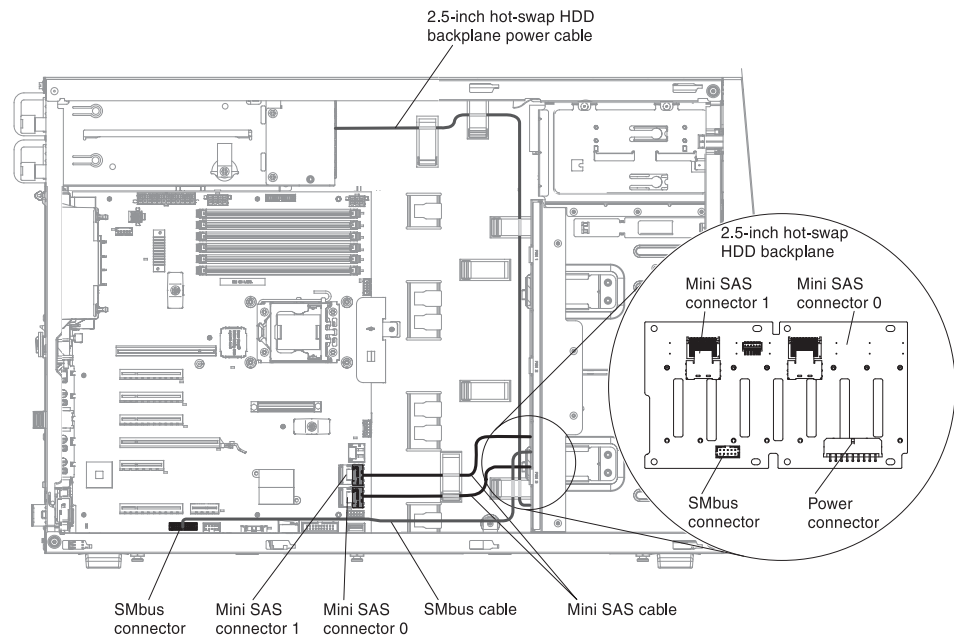 2.5-inch hot-swap HDD
backplane power cable
2.5-inch hot-swap
HDD backplane
Mini SAS
connector 1
Mini SAS
connector 0
SMbus
connector
Power
connector
SMbus
connector
Mini SAS
connector 1
Mini SAS
connector 0
SMbus cable
Mini SAS cable